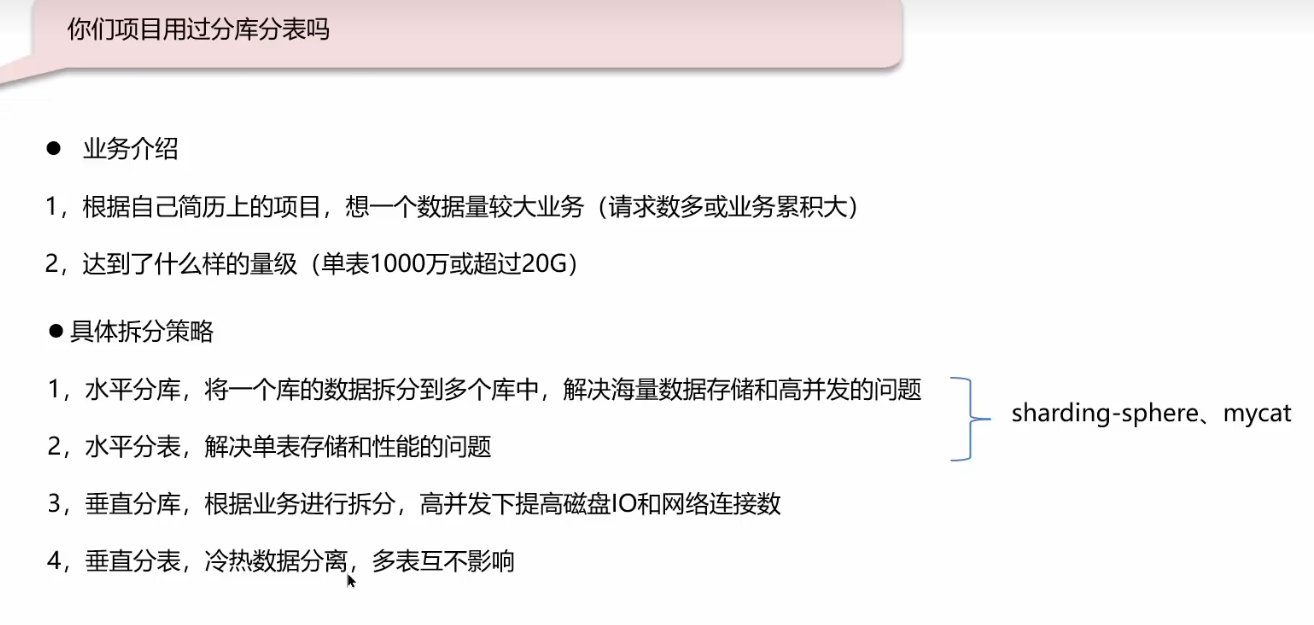 你们项目用过分库分表吗
● 业务介绍
1，根据自己简历上的项目，想一个数据量较大业务（请求数多或业务累积大）
2，达到了什么样的量级（单表1000万或超过20G）
●具体拆分策略
1，水平分库，将一个库的数据拆分到多个库中，解决海量数据存储和高并发的问题
sharding-sphere、mycat
2，水平分表，解决单表存储和性能的问题
3，垂直分库，根据业务进行拆分，高并发下提高磁盘IO和网络连接数
4，垂直分表，冷热数据分离，多表互不影响